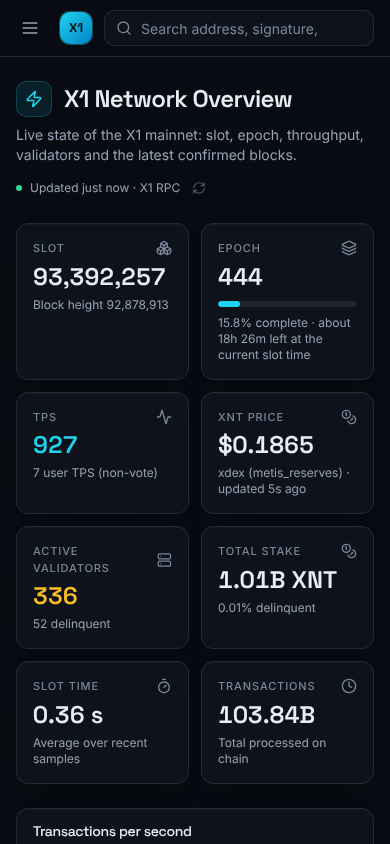 X1
Search address, signature,
X1 Network Overview
Live state of the X1 mainnet: slot, epoch, throughput,
validators and the latest confirmed blocks.
Updated just now · X1 RPC
SLOT
93,392,257
Block height 92,878,913
EPOCH
444
15.8% complete · about
18h 26m left at the
current slot time
TPS
927
7 user TPS (non-vote)
XNT PRICE
$0.1865
xdex (metis_reserves) ·
updated 5s ago
ACTIVE
VALIDATORS
336
52 delinquent
TOTAL STAKE
1.01B XNT
0.01% delinquent
SLOT TIME
0.36 s
Average over recent
samples
TRANSACTIONS
103.84B
Total processed on
chain
Transactions per second